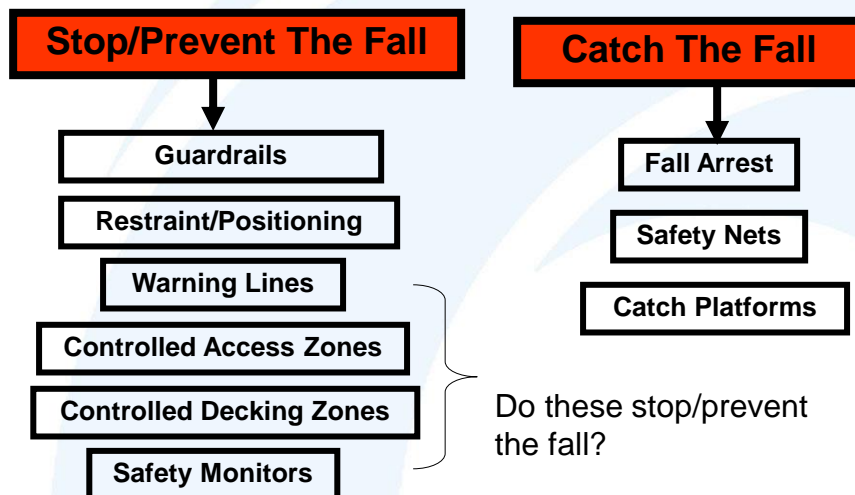 Stop/Prevent The Fall
Guardrails
Restraint/Positioning
Warning Lines
Controlled Access Zones
Controlled Decking Zones
Safety Monitors
Do these stop/prevent
the fall?
Catch The Fall
Fall Arrest
Safety Nets
Catch Platforms